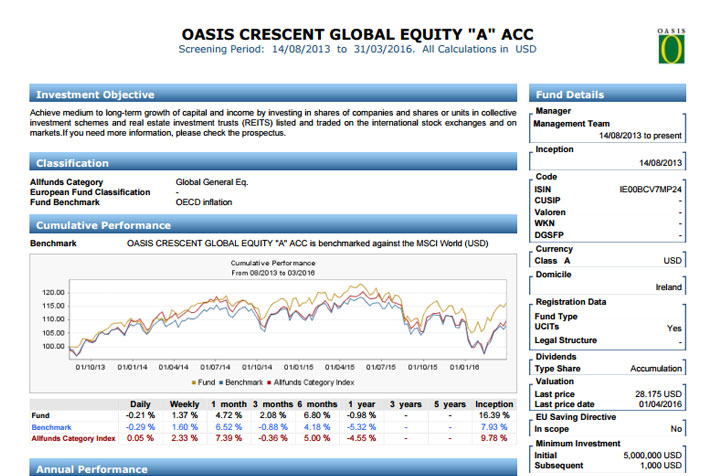 OASIS CRESCENT GLOBAL EQUITY "A" ACC
Screening Period: 14/08/2013 to 31/03/2016. All Calculations in USD
OASIS
Investment Objective
Achieve medium to long-term growth of capital and income by investing in shares of companies and shares or units in collective
investment schemes and real estate investment trusts (REITS) listed and traded on the international stock exchanges and on
markets.If you need more information, please check the prospectus.
Classification
Allfunds Category Global General Eq.
European Fund Classification -
Fund Benchmark OECD inflation
Cumulative Performance
Benchmark OASIS CRESCENT GLOBAL EQUITY "A" ACC is benchmarked against the MSCI World (USD)
Cumulative Performance
From 08/2013 to 03/2016
120.00
115.00
110.00
105.00
100.00
01/10/13 01/01/14 01/04/14 01/07/14 01/10/14 01/01/15 01/04/15 01/07/15 01/10/15 01/01/16
Fund Benchmark Allfunds Category Index
Daily Weekly 1 month 3 months 6 months 1 year 3 years 5 years Inception
Fund -0.21 % 1.37 % 4.72 % 2.08 % 6.80 % -0.98 % - - 16.39 %
Benchmark -0.29 % 1.60 % 6.52 % -0.88 % 4.18 % -5.32 % - - 7.93 %
Allfunds Category Index 0.05 % 2.33 % 7.39 % -0.36 % 5.00 % -4.55 % - - 9.78 %
Annual Performance
Fund Details
Manager
Management Team
14/08/2013 to present
Inception
14/08/2013
Code
ISIN IE00BCV7MP24
CUSIP -
Valoren -
WKN -
DGSFP -
Currency
Class A USD
Domicile
Ireland
Registration Data
Fund Type
UCITs Yes
Legal Structure -
Dividends
Type Share Accumulation
Valuation
Last price 28.175 USD
Last price date 01/04/2016
EU Saving Directive
In scope No
Minimum Investment
Initial 5,000,000 USD
Subsequent 1,000 USD